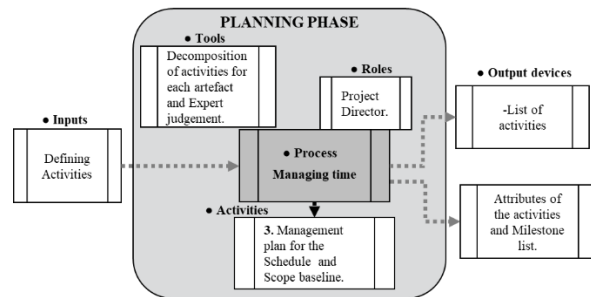 PLANNING PHASE
● Tools
Decomposition
of activities for
each artefact
and Expert
judgement.
● Roles
Project
Director.
● Output devices
-List of
activities
● Inputs
Defining
Activities
● Process
Managing time
Attributes of
the activities
and Milestone
list.
● Activities
3. Management
plan for the
Schedule and
Scope baseline.